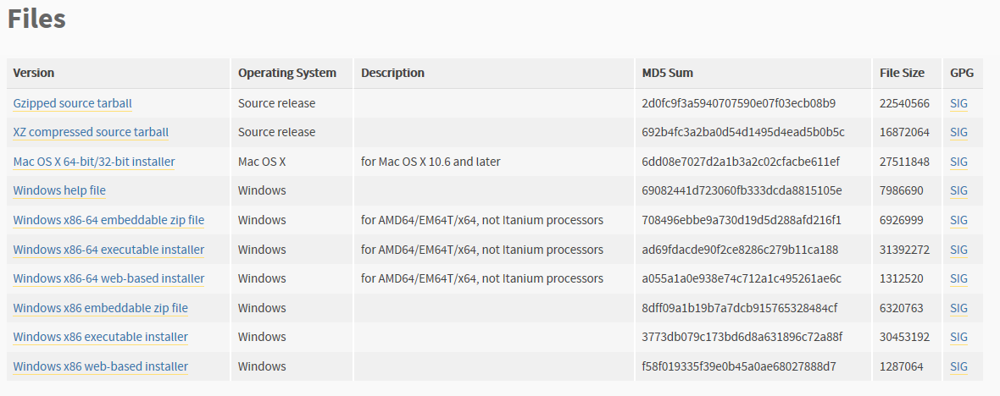 Files
Version Operating System Description MD5 Sum File Size GPG
Gzipped source tarball Source release 2d0fc9f3a5940707590e07f03ecb08b9 22540566 SIG
XZ compressed source tarball Source release 692b4fc3a2ba0d54d1495d4ead5b0b5c 16872064 SIG
Mac OS X 64-bit/32-bit installer Mac OS X for Mac OS X 10.6 and later 6dd08e7027d2a1b3a2c02cfacbe611ef 27511848 SIG
Windows help file Windows 69082441d723060fb333dcda8815105e 7986690 SIG
Windows x86-64 embeddable zip file Windows for AMD64/EM64T/x64, not Itanium processors 708496ebbe9a730d19d5d288afd216f1 6926999 SIG
Windows x86-64 executable installer Windows for AMD64/EM64T/x64, not Itanium processors ad69fdacde90f2ce8286c279b11ca188 31392272 SIG
Windows x86-64 web-based installer Windows for AMD64/EM64T/x64, not Itanium processors a055a1a0e938e74c712a1c495261ae6c 1312520 SIG
Windows x86 embeddable zip file Windows 8dff09a1b19b7a7dcb915765328484cf 6320763 SIG
Windows x86 executable installer Windows 3773db079c173bd6d8a631896c72a88f 30453192 SIG
Windows x86 web-based installer Windows f58f019335f39e0b45a0ae68027888d7 1287064 SIG